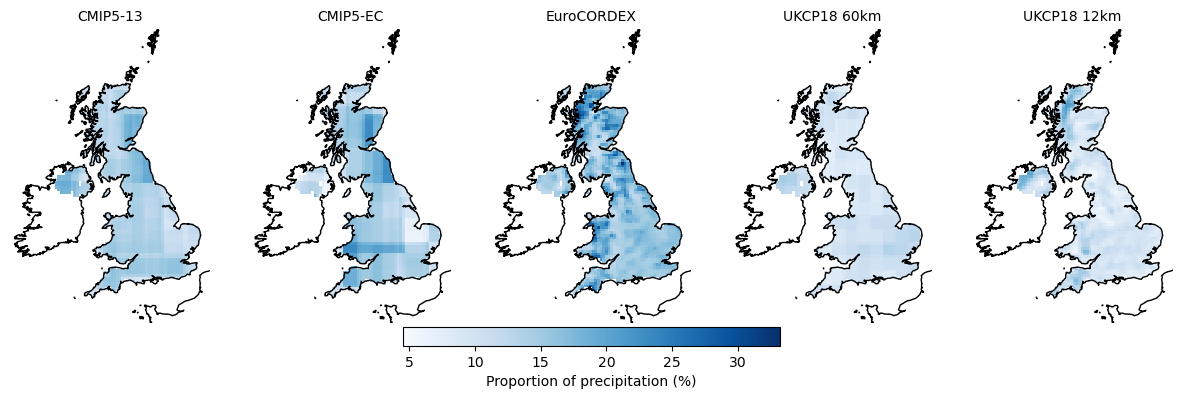 CMIP5-13 CMIP5-EC EuroCORDEX UKCP18 60km UKCP18 12km
5 10 15 20 25 30
Proportion of precipitation (%)